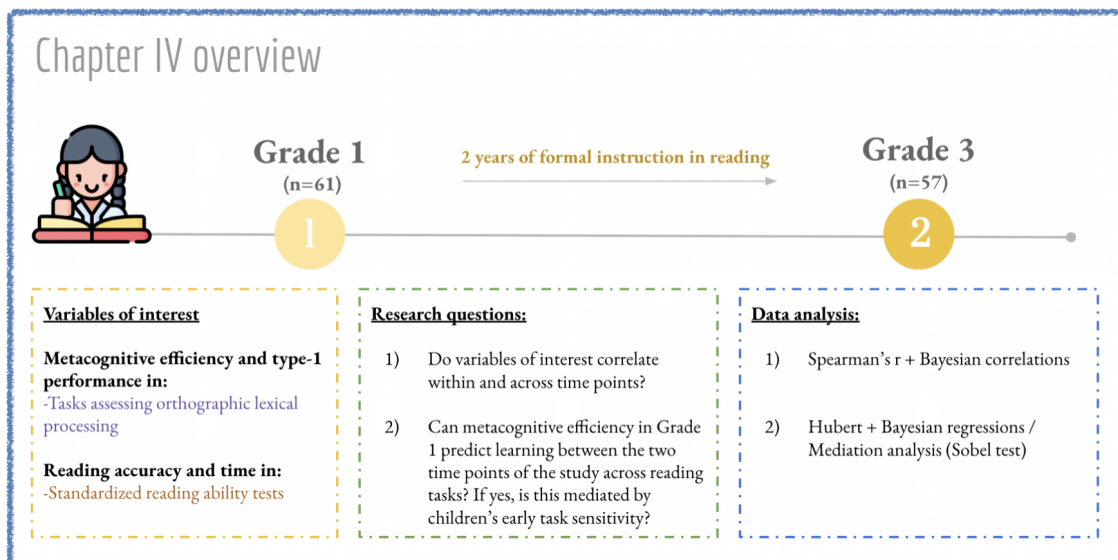 Chapter IV overview
Grade 1
(n=61)
2 years of formal instruction in reading
Grade 3
(n=57)
1
2
Variables of interest
Metacognitive efficiency and type-1
performance in:
-Tasks assessing orthographic lexical
processing
Reading accuracy and time in:
-Standardized reading ability tests
Research questions:
1) Do variables of interest correlate
within and across time points?
2) Can metacognitive efficiency in Grade
1 predict learning between the two
time points of the study across reading
tasks? If yes, is this mediated by
children’s early task sensitivity?
Data analysis:
1) Spearman’s r + Bayesian correlations
2) Hubert + Bayesian regressions /
Mediation analysis (Sobel test)